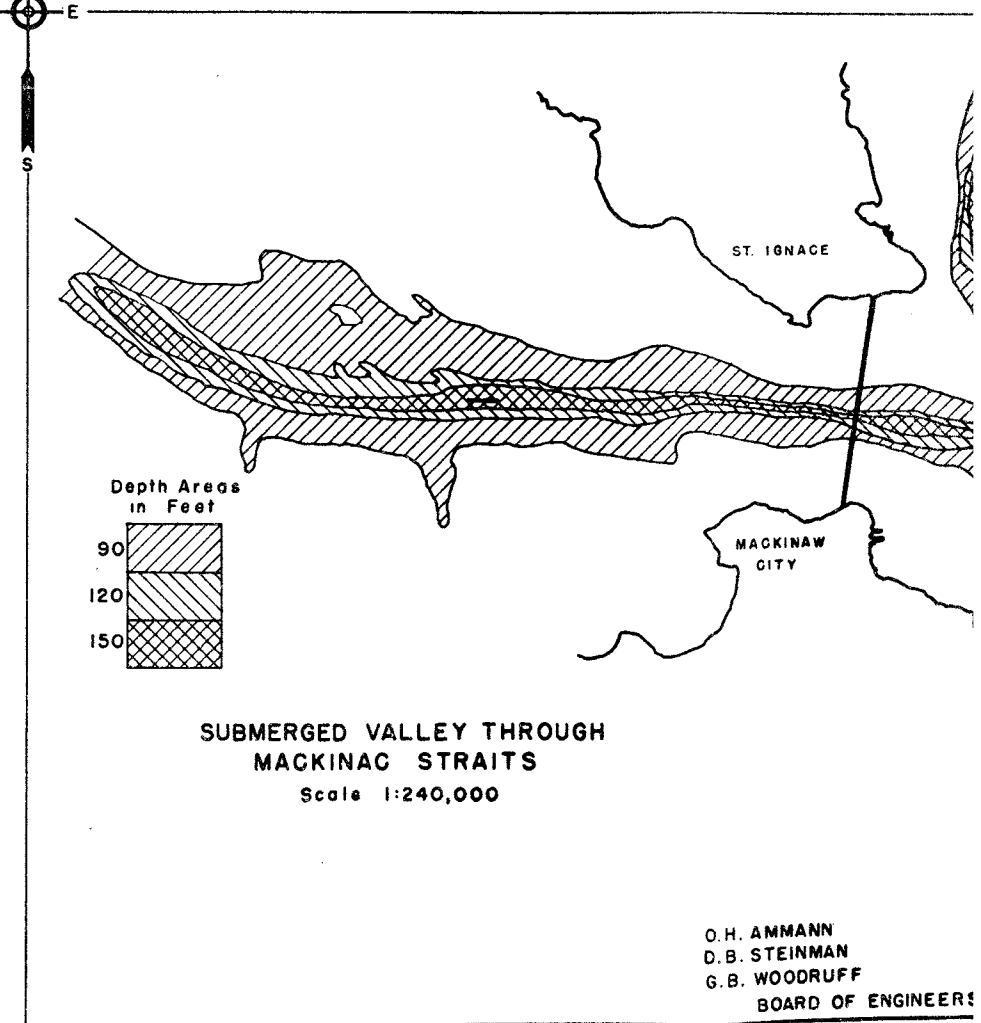 E
S
ST. IGNACE
Depth Areas
in Feet
90
120
150
MACKINAW
CITY
SUBMERGED VALLEY THROUGH
MACKINAC STRAITS
Scale 1:240,000
O.H. AMMANN
D.B. STEINMAN
G.B. WOODRUFF
BOARD OF ENGINEERS